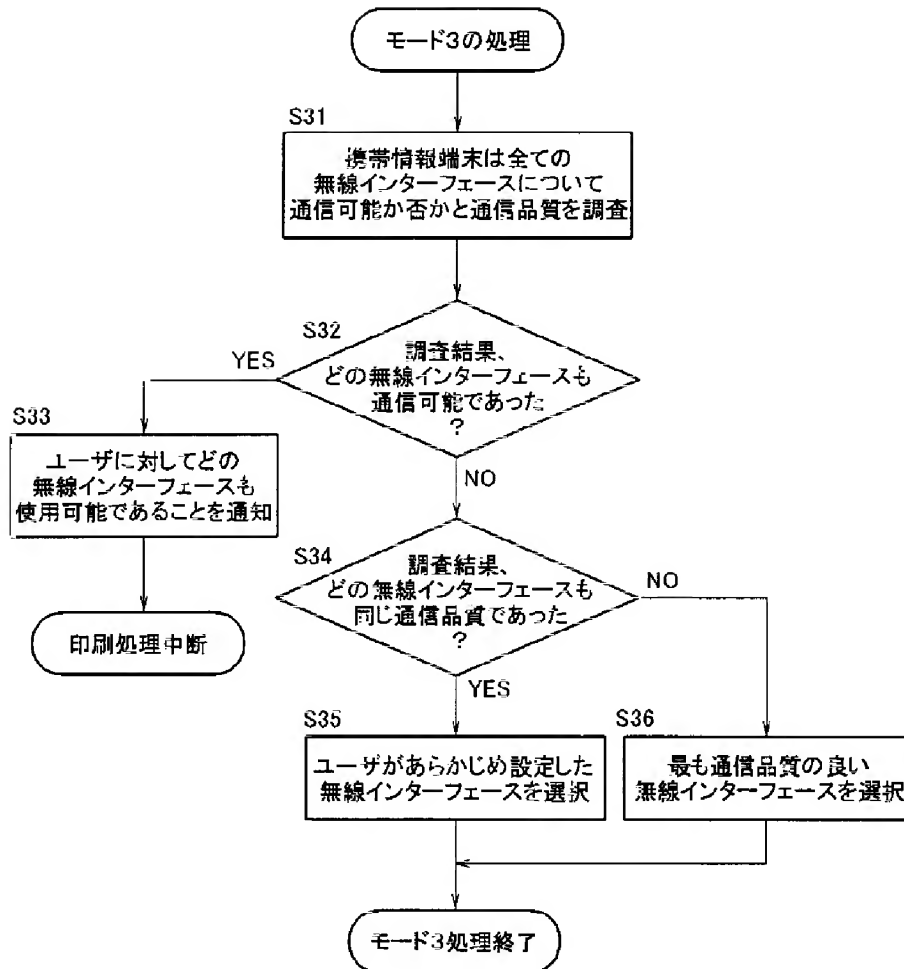 モード3の処理
S31
携帯情報端末は全ての
無線インターフェースについて
通信可能か否かと通信品質を調査
S32
調査結果、
どの無線インターフェースも
通信可能であった
?
YES
NO
S33
ユーザに対してどの
無線インターフェースも
使用可能であることを通知
印刷処理中断
S34
調査結果、
どの無線インターフェースも
同じ通信品質であった
?
NO
YES
S35
ユーザがあらかじめ設定した
無線インターフェースを選択
S36
最も通信品質の良い
無線インターフェースを選択
モード3処理終了